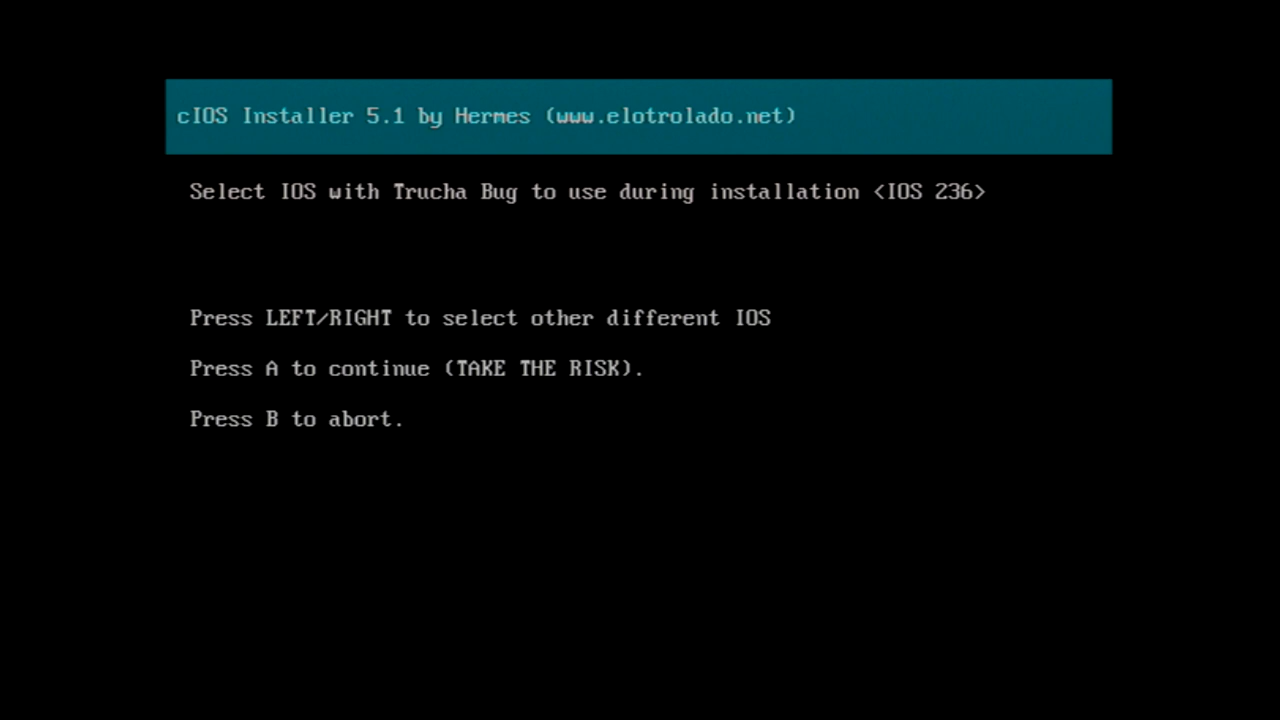 cIOS Installer 5.1 by Hermes (www.elotrolado.net)
Select IOS with Trucha Bug to use during installation <IOS 236>
Press LEFT/RIGHT to select other different IOS
Press A to continue (TAKE THE RISK).
Press B to abort.